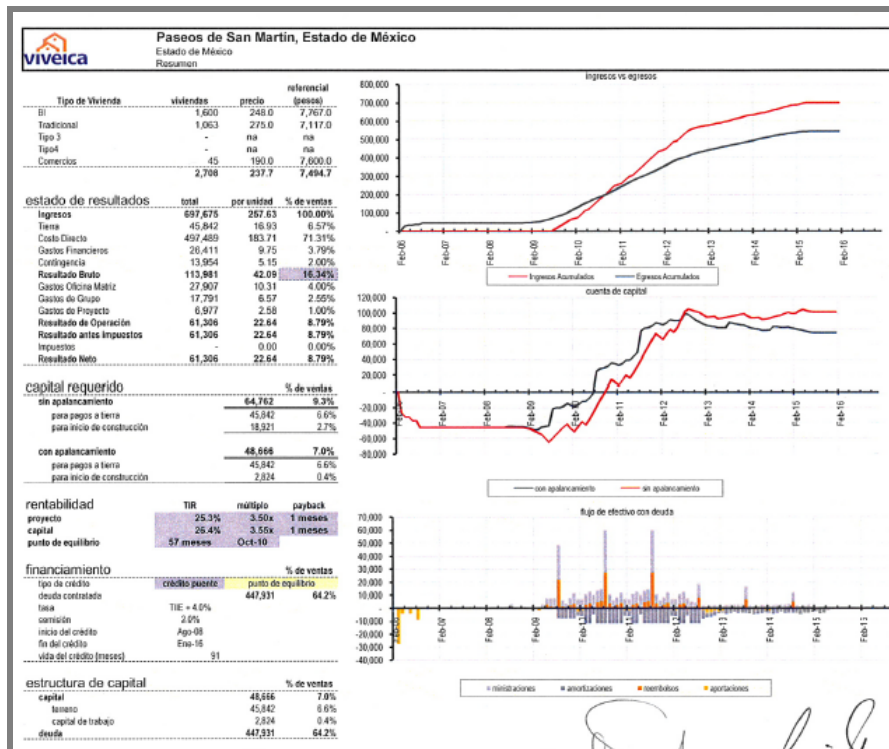 viveica
Paseos de San Martín, Estado de México
Estado de México
Resumen
referencial
Tipo de Vivienda viviendas precio (pesos)
BI 1,600 248.0 7,767.0
Tradicional 1,063 275.0 7,117.0
Tipo 3 - na na
Tipo4 - na na
Comercios 45 190.0 7,600.0
2,708 237.7 7,494.7
estado de resultados total por unidad % de ventas
Ingresos 697,675 257.63 100.00%
Tierra 45,842 16.93 6.57%
Costo Directo 497,489 183.71 71.31%
Gastos Financieros 26,411 9.75 3.79%
Contingencia 13,954 5.15 2.00%
Resultado Bruto 113,981 42.09 16.34%
Gastos Oficina Matriz 27,907 10.31 4.00%
Gastos de Grupo 17,791 6.57 2.55%
Gastos de Proyecto 6,977 2.58 1.00%
Resultado de Operación 61,306 22.64 8.79%
Resultado antes Impuestos 61,306 22.64 8.79%
Impuestos - 0.00 0.00%
Resultado Neto 61,306 22.64 8.79%
capital requerido % de ventas
sin apalancamiento 64,762 9.3%
para pagos a tierra 45,842 6.6%
para inicio de construcción 18,921 2.7%
con apalancamiento 48,666 7.0%
para pagos a tierra 45,842 6.6%
para inicio de construcción 2,824 0.4%
rentabilidad TIR múltiplo payback
proyecto 25.3% 3.50x 1 meses
capital 26.4% 3.55x 1 meses
punto de equilibrio 57 meses Oct-10
financiamiento % de ventas
tipo de crédito crédito puente punto de equilibrio
deuda contratada 447,931 64.2%
tasa TIIE + 4.0%
comisión 2.0%
inicio del crédito Ago-08
fin del crédito Ene-16
vida del crédito (meses) 91
estructura de capital % de ventas
capital 48,666 7.0%
terreno 45,842 6.6%
capital de trabajo 2,824 0.4%
deuda 447,931 64.2%
ingresos vs egresos
800,000
700,000
600,000
500,000
400,000
300,000
200,000
100,000
-
Feb-06 Feb-07 Feb-08 Feb-09 Feb-10 Feb-11 Feb-12 Feb-13 Feb-14 Feb-15 Feb-16
Ingresos Acumulados Egresos Acumulados
cuenta de capital
120,000
100,000
80,000
60,000
40,000
20,000
-
-20,000
-40,000
-60,000
-80,000
Feb-06 Feb-07 Feb-08 Feb-09 Feb-10 Feb-11 Feb-12 Feb-13 Feb-14 Feb-15 Feb-16
con apalancamiento sin apalancamiento
flujo de efectivo con deuda
70,000
60,000
50,000
40,000
30,000
20,000
10,000
-
-10,000
-20,000
-30,000
-40,000
Feb-06 Feb-07 Feb-08 Feb-09 Feb-10 Feb-11 Feb-12 Feb-13 Feb-14 Feb-15 Feb-16
ministraciones amortizaciones reembolsos aportaciones